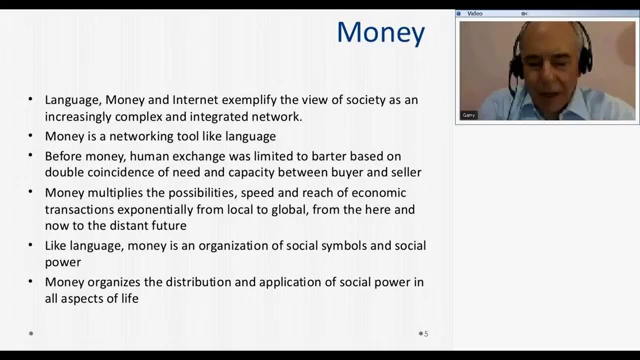 Money
• Language, Money and Internet exemplify the view of society as an
increasingly complex and integrated network.
• Money is a networking tool like language
• Before money, human exchange was limited to barter based on
double coincidence of need and capacity between buyer and seller
• Money multiplies the possibilities, speed and reach of economic
transactions exponentially from local to global, from the here and
now to the distant future
• Like language, money is an organization of social symbols and social
power
• Money organizes the distribution and application of social power in
all aspects of life
5
Video
Garry